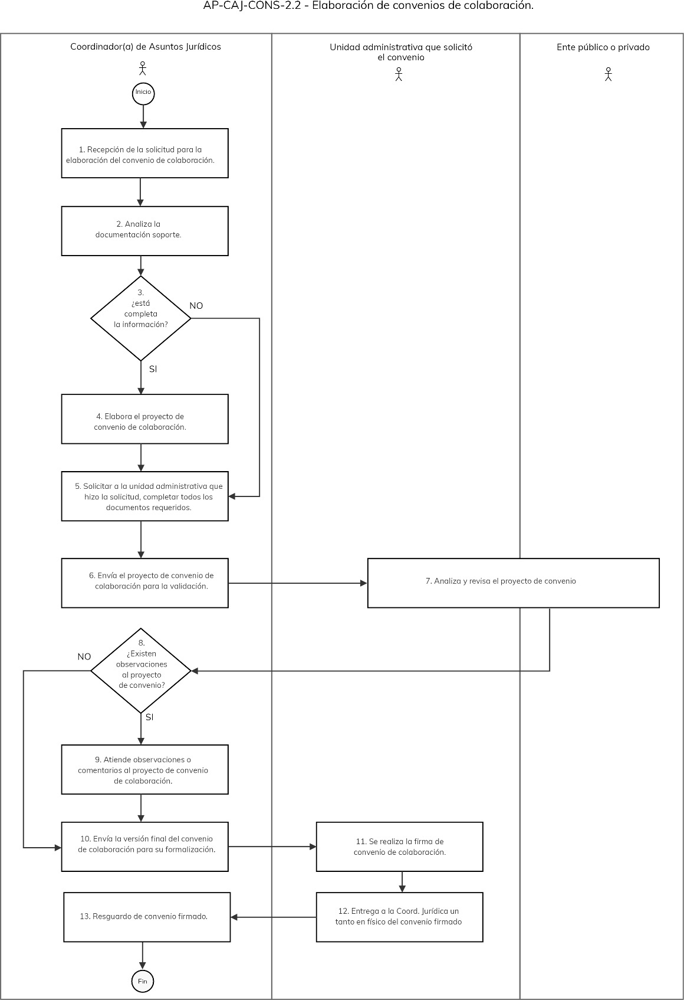 AP-CAJ-CONS-2.2 - Elaboración de convenios de colaboración.
Coordinador(a) de Asuntos Jurídicos
Unidad administrativa que solicitó
el convenio
Ente público o privado
Inicio
1. Recepción de la solicitud para la
elaboración del convenio de colaboración.
2. Analiza la
documentación soporte.
3.
¿está
completa
la información?
NO
SI
4. Elabora el proyecto de
convenio de colaboración.
5. Solicitar a la unidad administrativa que
hizo la solicitud, completar todos los
documentos requeridos.
6. Envía el proyecto de convenio de
colaboración para la validación.
7. Analiza y revisa el proyecto de convenio
8.
¿Existen
observaciones
al proyecto
de convenio?
NO
SI
9. Atiende observaciones o
comentarios al proyecto de convenio
de colaboración.
10. Envía la versión final del convenio
de colaboración para su formalización.
11. Se realiza la firma de
convenio de colaboración.
12. Entrega a la Coord. Jurídica un
tanto en físico del convenio firmado
13. Resguardo de convenio firmado.
Fin